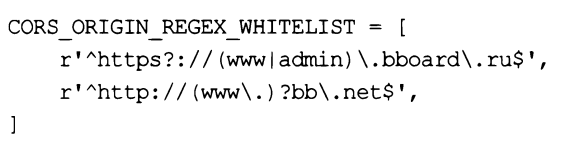 CORS_ORIGIN_REGEX_WHITELIST = [
    r'^https?://(www|admin)\.bboard\.ru$',
    r'^http://(www\.)?bb\.net$',
]